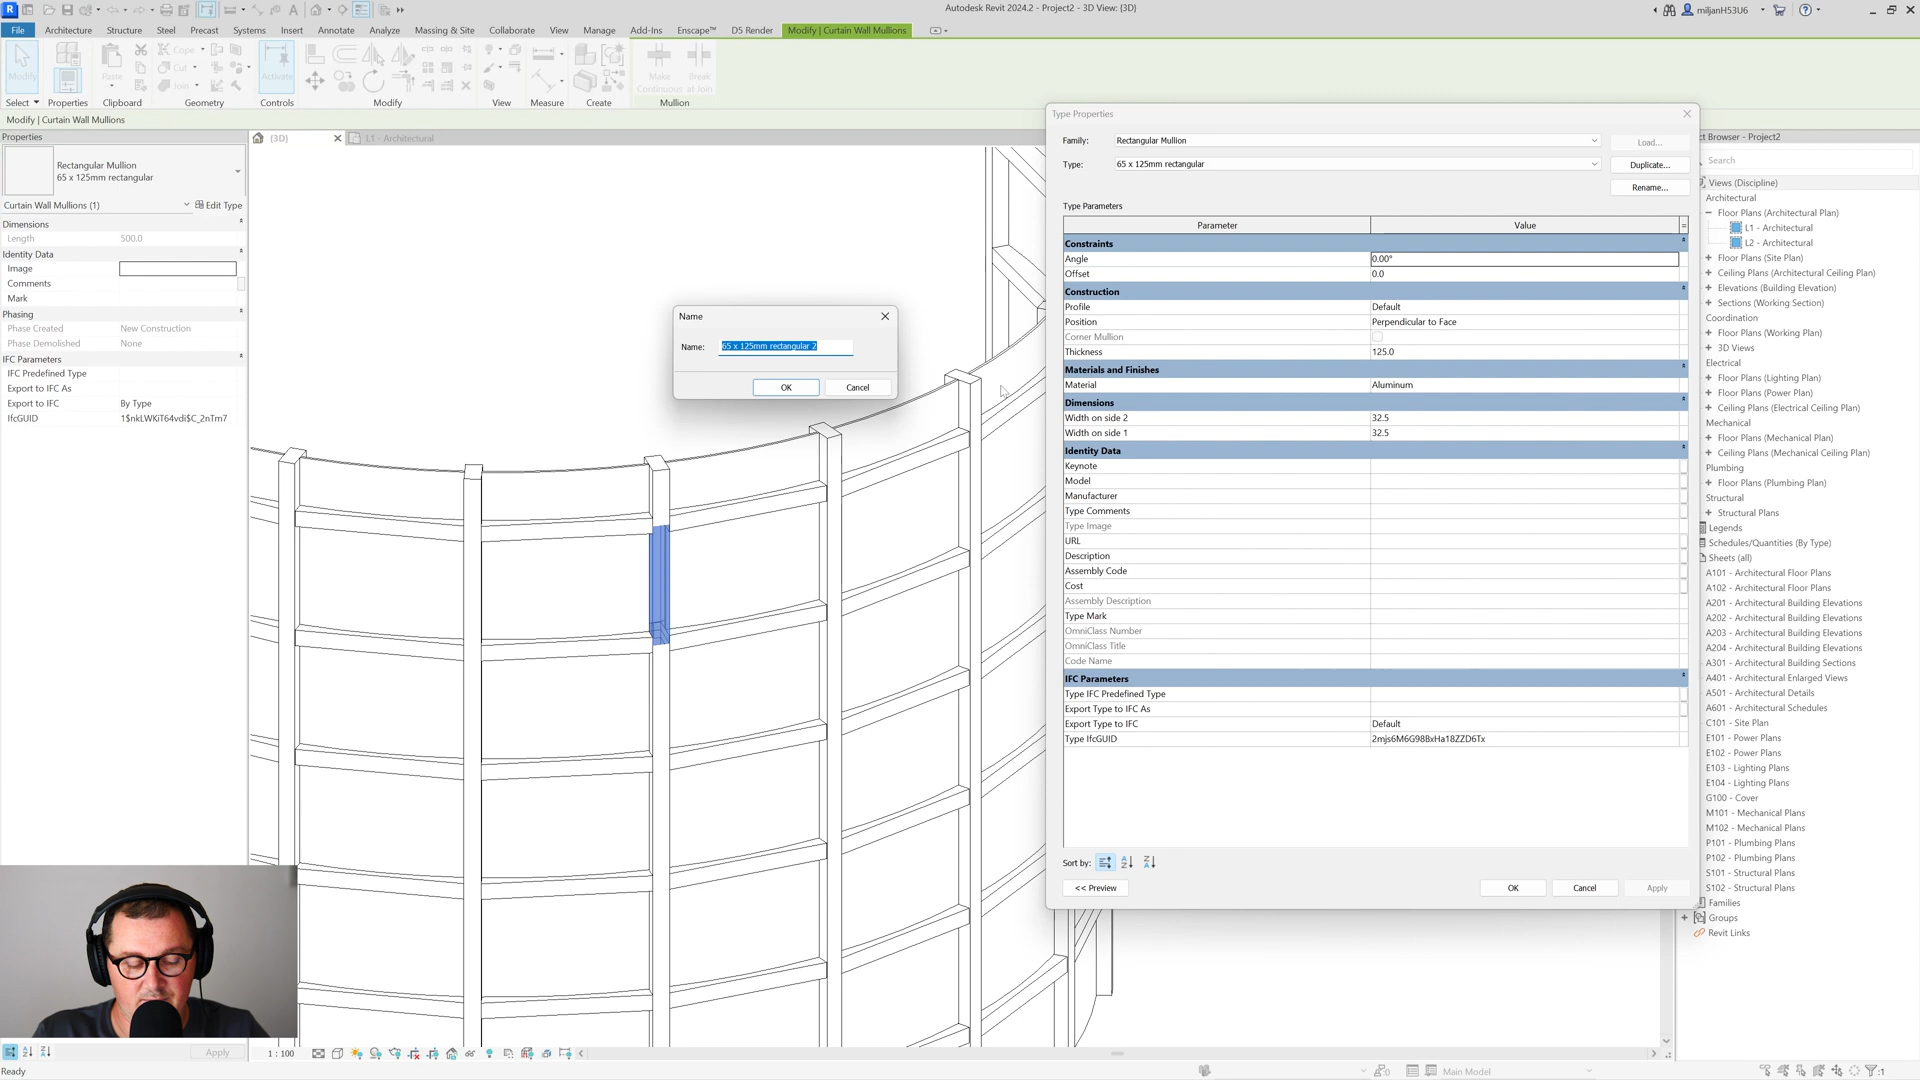 Autodesk Revit 2024.2 - Project2 - 3D View: {3D}
miljanH53U6
File Architecture Structure Steel Precast Systems Insert Annotate Analyze Massing & Site Collaborate View Manage Add-Ins Enscape™ D5 Render Modify | Curtain Wall Mullions
Modify Paste Cope Cut Join Activate Make Continuous Break at Join
Select Properties Clipboard Geometry Controls Modify View Measure Create Mullion
Modify | Curtain Wall Mullions
Properties
Rectangular Mullion
65 x 125mm rectangular
Curtain Wall Mullions (1) Edit Type
Dimensions
Length 500.0
Identity Data
Image
Comments
Mark
Phasing
Phase Created New Construction
Phase Demolished None
IFC Parameters
IFC Predefined Type
Export to IFC As
Export to IFC By Type
IfcGUID 1$nkLWKiT64vdi$C_2nTm7
Apply
{3D} L1 - Architectural
Name
Name: 65 x 125mm rectangular 2
OK Cancel
Type Properties
Family: Rectangular Mullion Load...
Type: 65 x 125mm rectangular Duplicate...
Rename...
Type Parameters
Parameter Value =
Constraints
Angle 0.00°
Offset 0.0
Construction
Profile Default
Position Perpendicular to Face
Corner Mullion
Thickness 125.0
Materials and Finishes
Material Aluminum
Dimensions
Width on side 2 32.5
Width on side 1 32.5
Identity Data
Keynote
Model
Manufacturer
Type Comments
Type Image
URL
Description
Assembly Code
Cost
Assembly Description
Type Mark
OmniClass Number
OmniClass Title
Code Name
IFC Parameters
Type IFC Predefined Type
Export Type to IFC As
Export Type to IFC Default
Type IfcGUID 2mjs6M6G98BxHa18ZZD6Tx
Sort by:
<< Preview OK Cancel Apply
ct Browser - Project2
Search
Views (Discipline)
Architectural
Floor Plans (Architectural Plan)
L1 - Architectural
L2 - Architectural
Floor Plans (Site Plan)
Ceiling Plans (Architectural Ceiling Plan)
Elevations (Building Elevation)
Sections (Working Section)
Coordination
Floor Plans (Working Plan)
3D Views
Electrical
Floor Plans (Lighting Plan)
Floor Plans (Power Plan)
Ceiling Plans (Electrical Ceiling Plan)
Mechanical
Floor Plans (Mechanical Plan)
Ceiling Plans (Mechanical Ceiling Plan)
Plumbing
Floor Plans (Plumbing Plan)
Structural
Structural Plans
Legends
Schedules/Quantities (By Type)
Sheets (all)
A101 - Architectural Floor Plans
A102 - Architectural Floor Plans
A201 - Architectural Building Elevations
A202 - Architectural Building Elevations
A203 - Architectural Building Elevations
A204 - Architectural Building Elevations
A301 - Architectural Building Sections
A401 - Architectural Enlarged Views
A501 - Architectural Details
A601 - Architectural Schedules
C101 - Site Plan
E101 - Power Plans
E102 - Power Plans
E103 - Lighting Plans
E104 - Lighting Plans
G100 - Cover
M101 - Mechanical Plans
M102 - Mechanical Plans
P101 - Plumbing Plans
P102 - Plumbing Plans
S101 - Structural Plans
S102 - Structural Plans
Families
Groups
Revit Links
1 : 100
Ready :0 Main Model :1